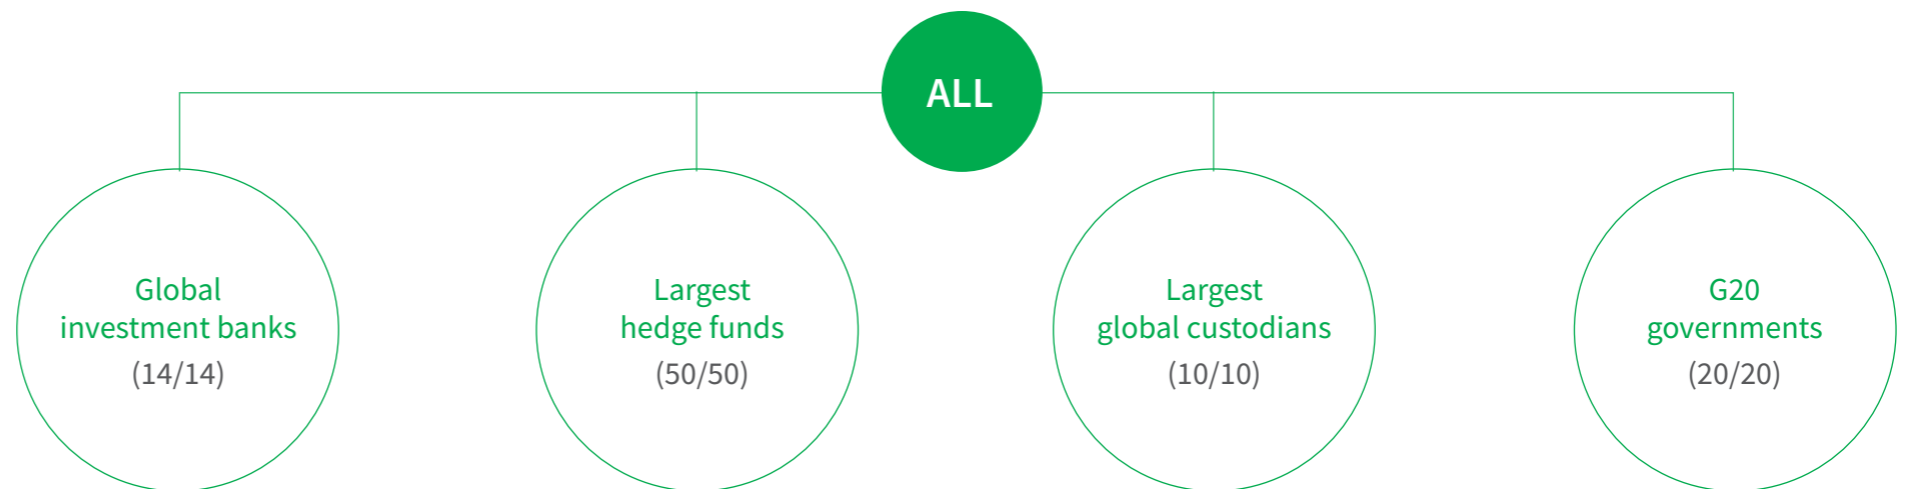 ALL
Global
investment banks
(14/14)
Largest
hedge funds
(50/50)
Largest
global custodians
(10/10)
G20
governments
(20/20)